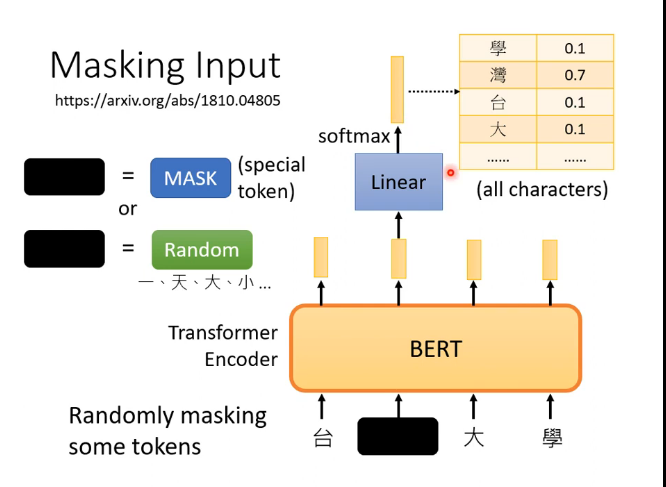 Masking Input
https://arxiv.org/abs/1810.04805
學 0.1
灣 0.7
台 0.1
大 0.1
…… ……
(all characters)
softmax
Linear
= MASK (special token)
or
= Random
一、天、大、小 …
Transformer
Encoder
BERT
Randomly masking
some tokens
台 大 學